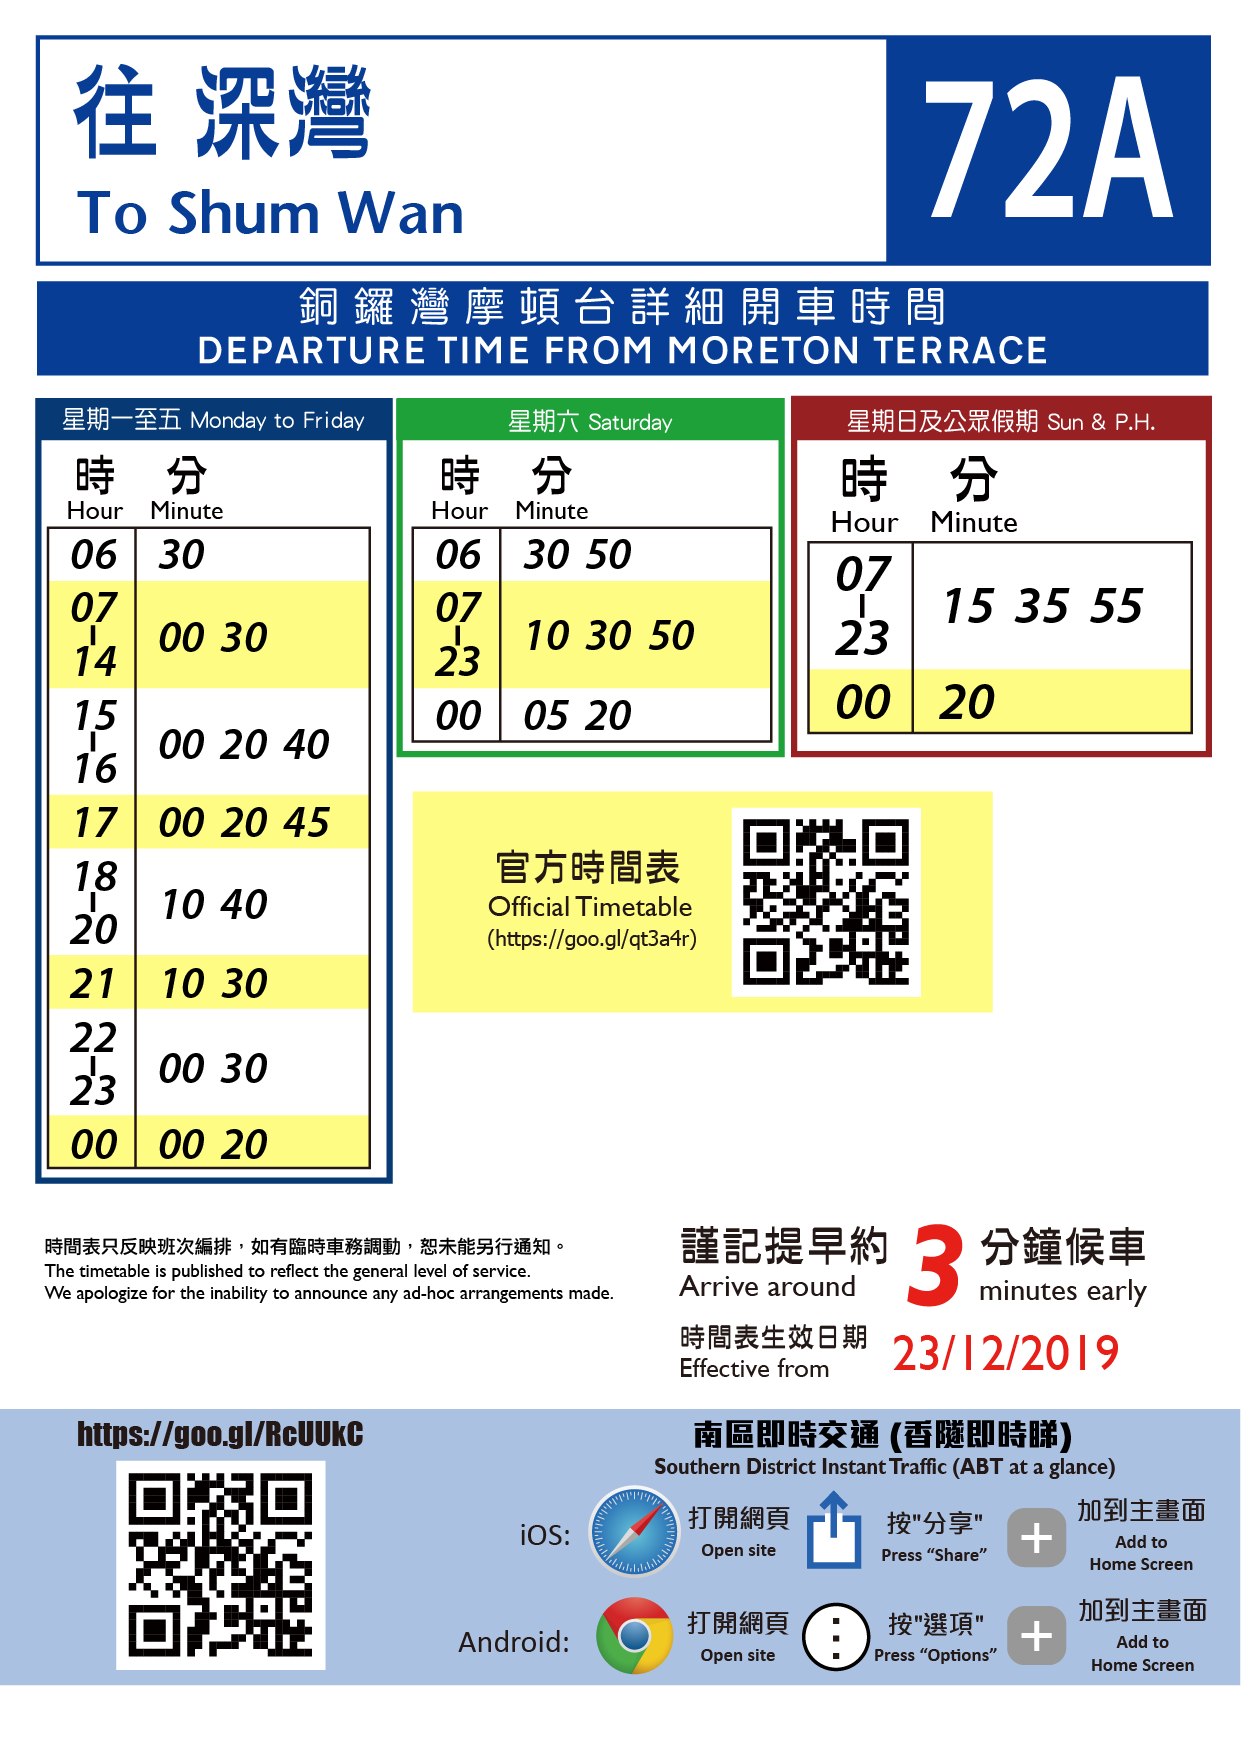 往 深灣
To Shum Wan
72A
銅鑼灣摩頓台詳細開車時間
DEPARTURE TIME FROM MORETON TERRACE
星期一至五 Monday to Friday
時 分
Hour Minute
06 30
07
-
14
00 30
15
-
16
00 20 40
17 00 20 45
18
-
20
10 40
21 10 30
22
-
23
00 30
00 00 20
星期六 Saturday
時 分
Hour Minute
06 30 50
07
-
23
10 30 50
00 05 20
星期日及公眾假期 Sun & P.H.
時 分
Hour Minute
07
-
23
15 35 55
00 20
官方時間表
Official Timetable
(https://goo.gl/qt3a4r)
時間表只反映班次編排，如有臨時車務調動，恕未能另行通知。
The timetable is published to reflect the general level of service.
We apologize for the inability to announce any ad-hoc arrangements made.
謹記提早約 3 分鐘候車
Arrive around minutes early
時間表生效日期
Effective from
23/12/2019
https://goo.gl/RcUUkC
南區即時交通 (香隧即時睇)
Southern District Instant Traffic (ABT at a glance)
iOS:
打開網頁
Open site
按"分享"
Press “Share”
加到主畫面
Add to
Home Screen
Android:
打開網頁
Open site
按"選項"
Press “Options”
加到主畫面
Add to
Home Screen